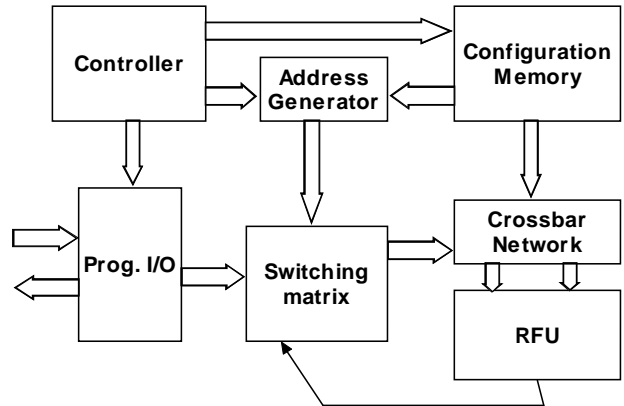 Controller
Address
Generator
Configuration
Memory
Prog. I/O
Switching
matrix
Crossbar
Network
RFU